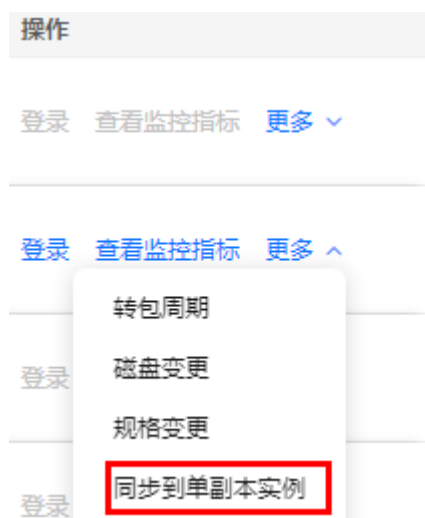 操作
登录 查看监控指标 更多
登录 查看监控指标 更多
转包周期
磁盘变更
登录
规格变更
同步到单副本实例
登录